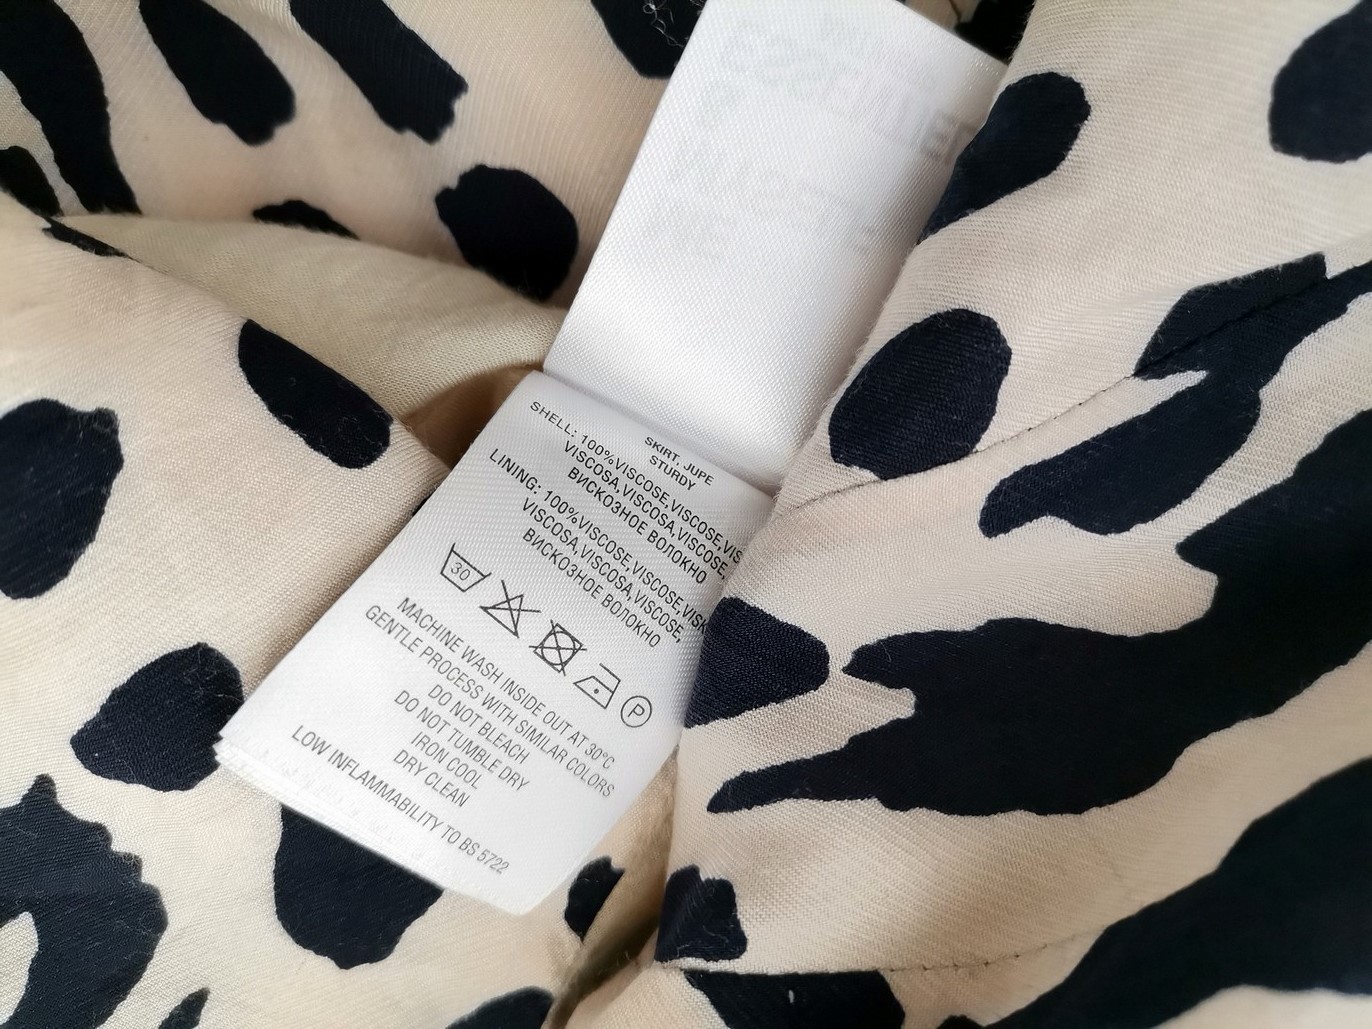 SKIRT, JUPE
STURDY
SHELL: 100%VISCOSE,VISCOSE,VIS
VISCOSA,VISCOSA,VISCOSE,
ВИСКОЗНОЕ ВОЛОКНО
LINING: 100%VISCOSE,VISCOSE,VISK
VISCOSA,VISCOSA,VISCOSE,
ВИСКОЗНОЕ ВОЛОКНО
30
P
MACHINE WASH INSIDE OUT AT 30°C
GENTLE PROCESS WITH SIMILAR COLORS
DO NOT BLEACH
DO NOT TUMBLE DRY
IRON COOL
DRY CLEAN
LOW INFLAMMABILITY TO BS 5722